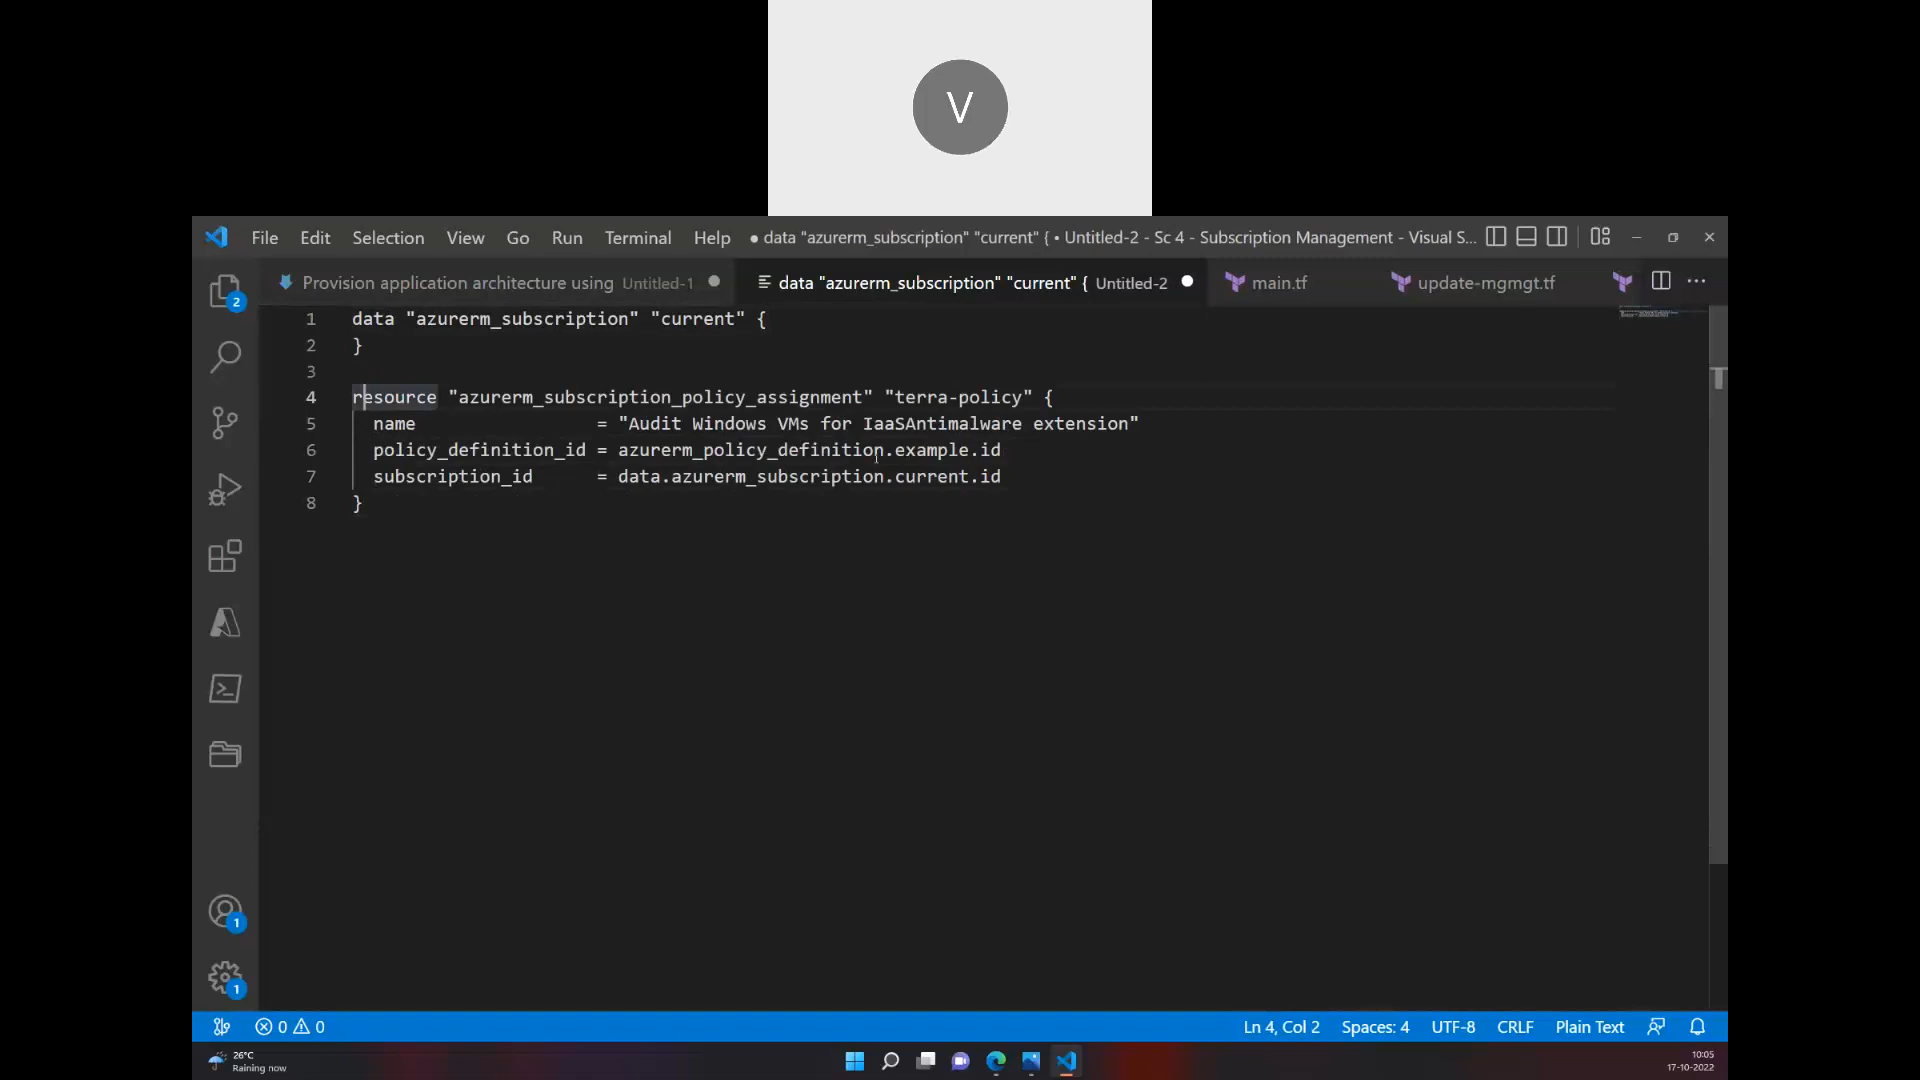 V
File Edit Selection View Go Run Terminal Help ● data "azurerm_subscription" "current" { • Untitled-2 - Sc 4 - Subscription Management - Visual S...
Provision application architecture using Untitled-1 data "azurerm_subscription" "current" { Untitled-2 main.tf update-mgmgt.tf
2
1 data "azurerm_subscription" "current" {
2 }
3
4 resource "azurerm_subscription_policy_assignment" "terra-policy" {
5 name = "Audit Windows VMs for IaaSAntimalware extension"
6 policy_definition_id = azurerm_policy_definition.example.id
7 subscription_id = data.azurerm_subscription.current.id
8 }
1
1
0 0 Ln 4, Col 2 Spaces: 4 UTF-8 CRLF Plain Text
26°C
Raining now
10:05
17-10-2022